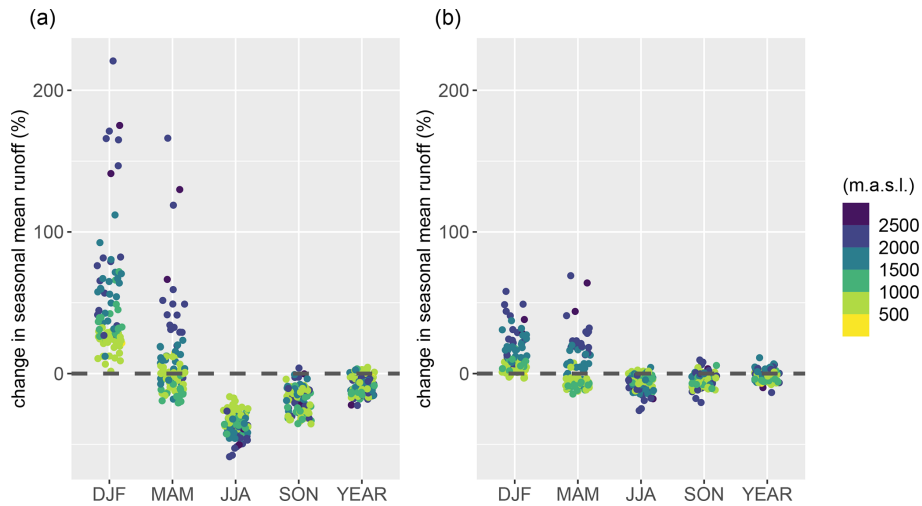 (a)
(b)
change in seasonal mean runoff (%)
200
100
0
DJF MAM JJA SON YEAR
change in seasonal mean runoff (%)
200
100
0
DJF MAM JJA SON YEAR
(m.a.s.l.)
2500
2000
1500
1000
500